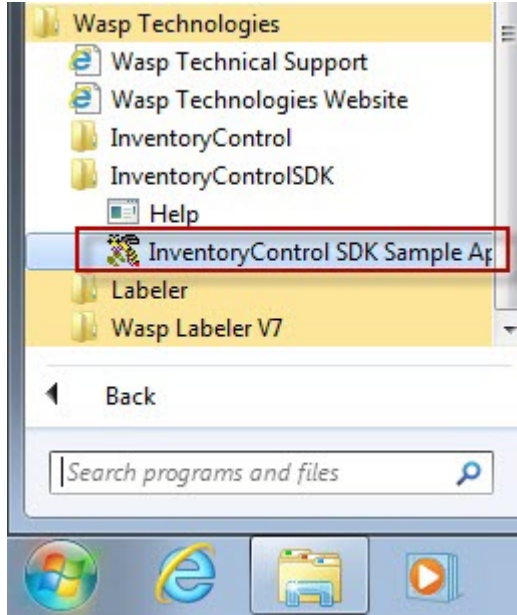 Wasp Technologies
Wasp Technical Support
Wasp Technologies Website
InventoryControl
InventoryControlSDK
Help
InventoryControl SDK Sample Ap
Labeler
Wasp Labeler V7
Back
Search programs and files